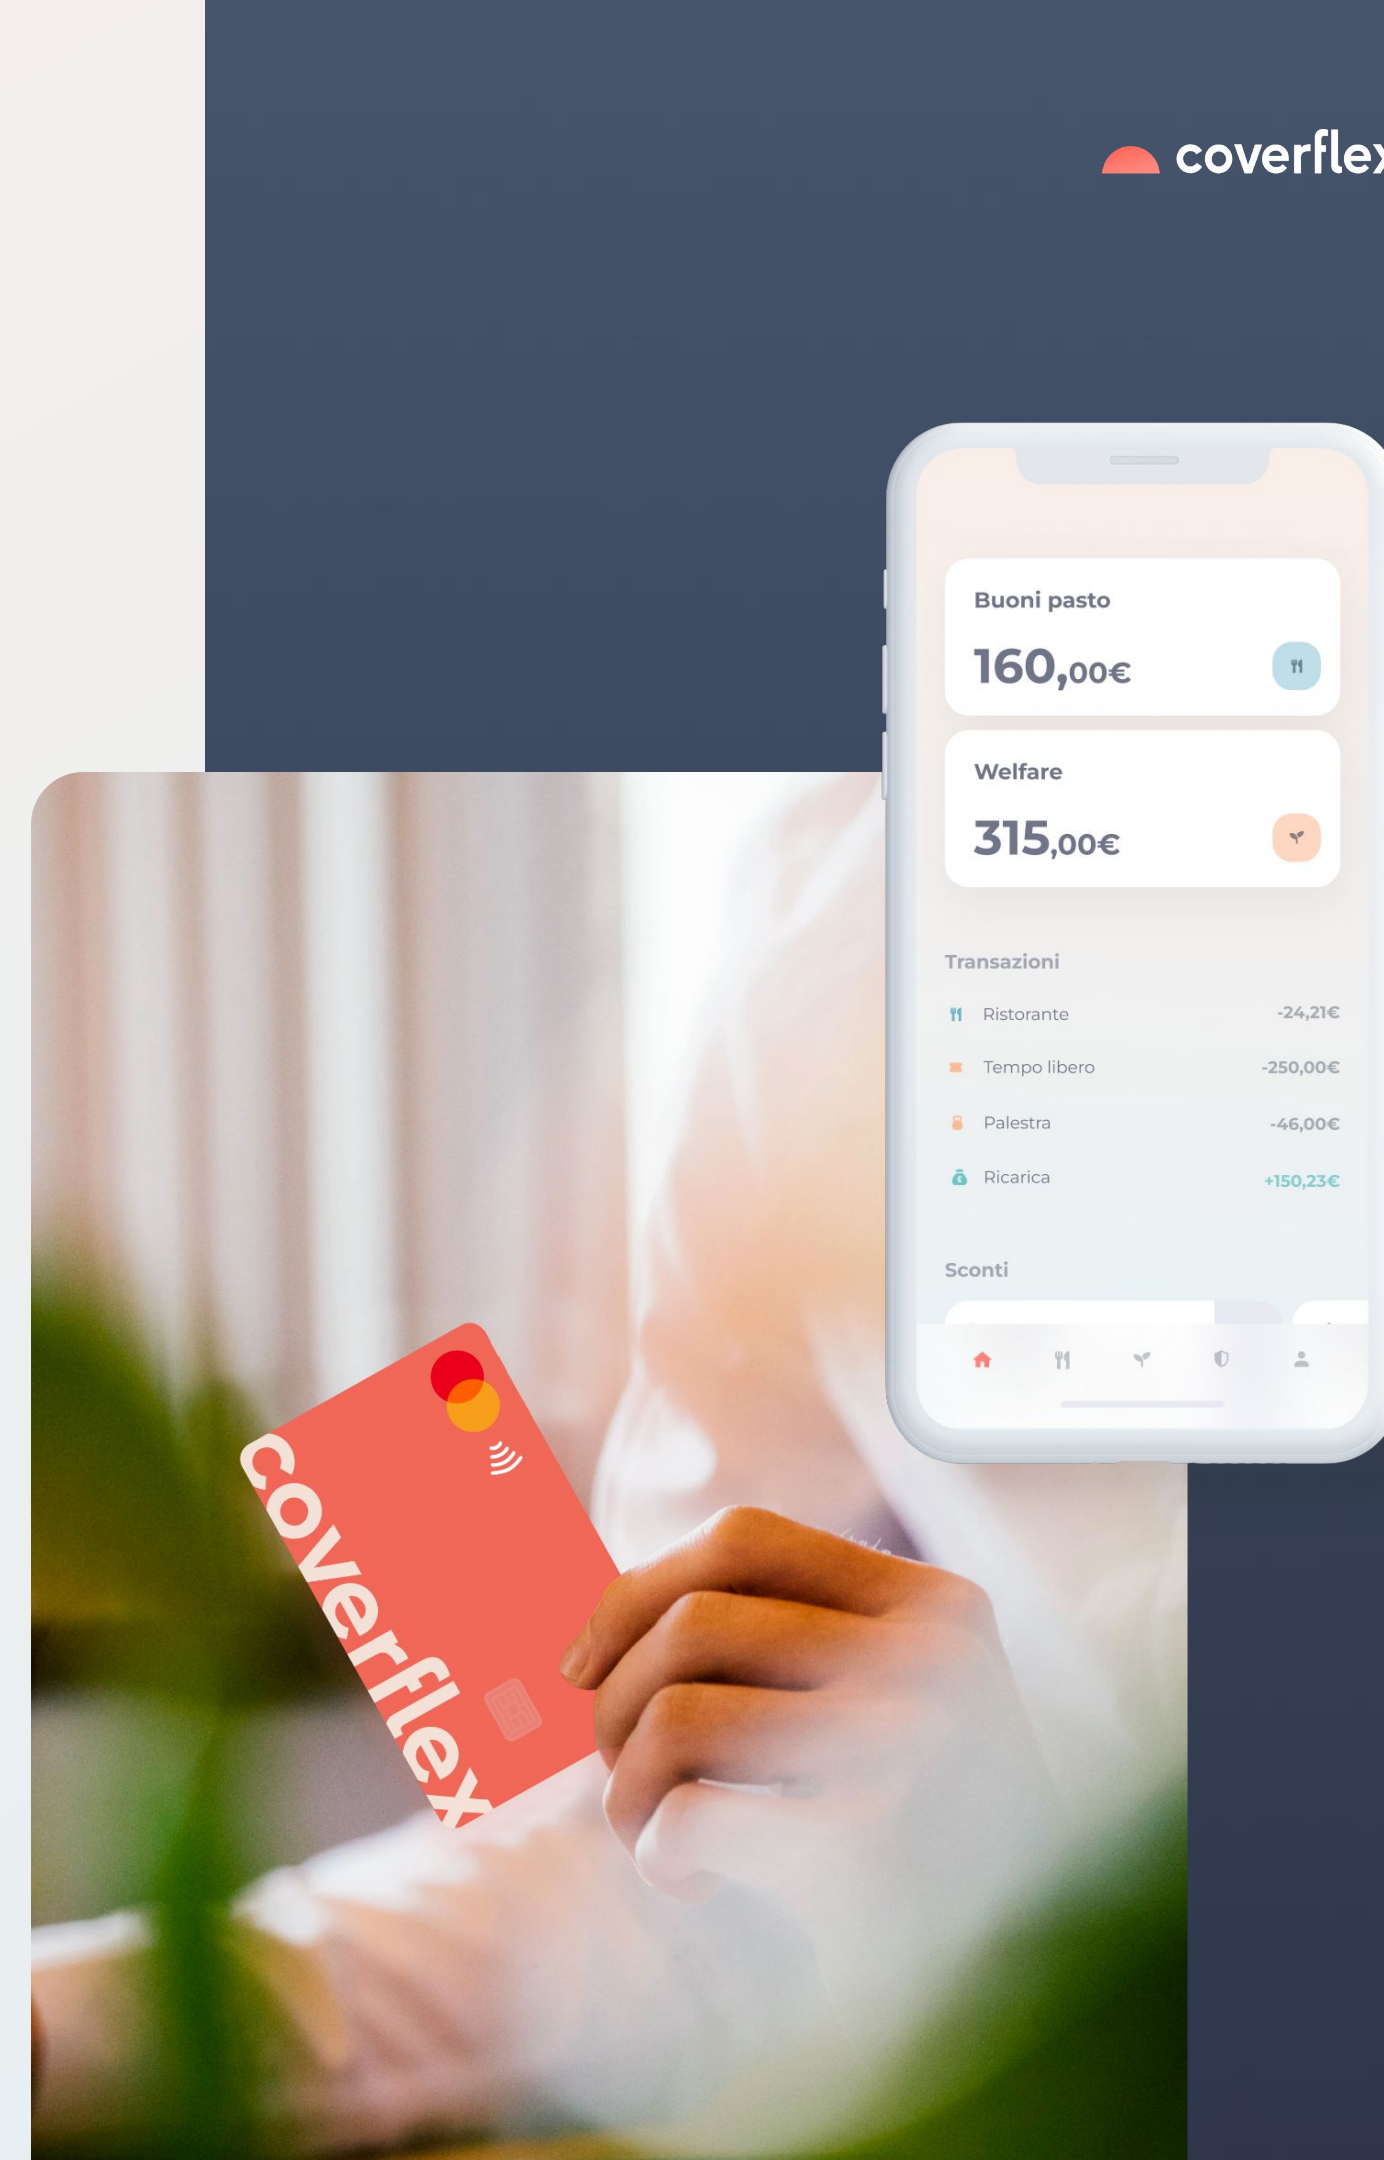 coverflex
Buoni pasto
160,00€
Welfare
315,00€
Transazioni
Ristorante -24,21€
Tempo libero -250,00€
Palestra -46,00€
Ricarica +150,23€
Sconti
coverflex